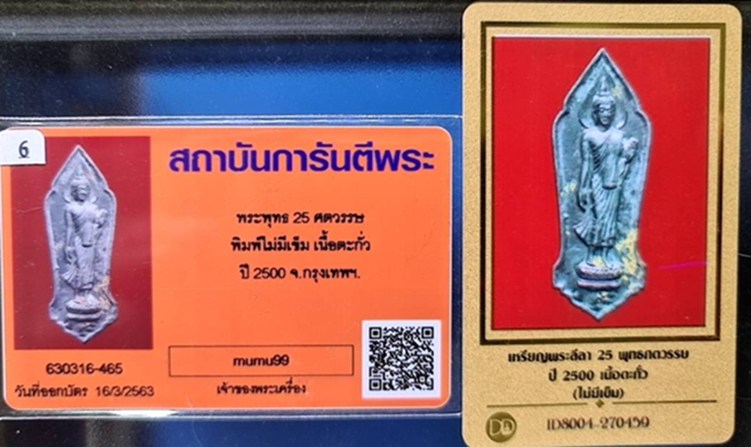 6
สถาบันการันตีพระ
พระพุทธ 25 ศตวรรษ
พิมพ์ไม่มีเข็ม เนื้อตะกั่ว
ปี 2500 จ.กรุงเทพฯ.
630316-465
วันที่ออกบัตร 16/3/2563
mumu99
เจ้าของพระเครื่อง
เหรียญพระลีลา 25 พุทธศตวรรษ
ปี 2500 เนื้อตะกั่ว
(ไม่มีเข็ม)
ID8004-270459